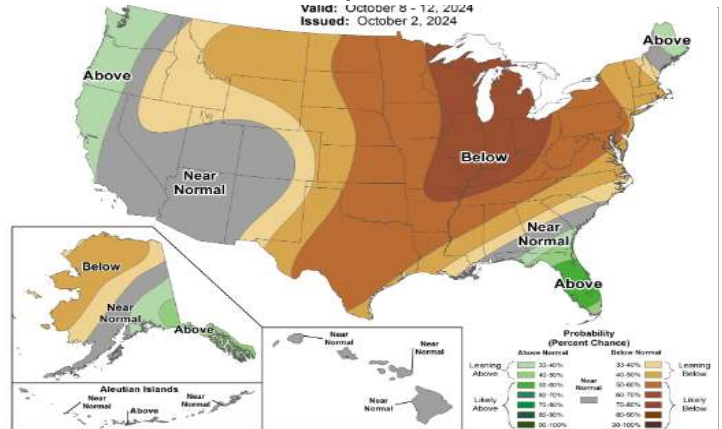 Valid: October 8 - 12, 2024
Issued: October 2, 2024
Above
Above
Near
Normal
Below
Near
Normal
Above
Below
Near
Normal
Above
Aleutian Islands
Near
Normal
Above
Near
Normal
Near
Normal
Near
Normal
Near
Normal
Probability
(Percent Chance)
Above Normal
Below Normal
Leaning
Above
33-40%
40-50%
Likely
Above
50-60%
60-70%
70-80%
80-90%
90-100%
Near
Normal
33-40%
40-50%
Leaning
Below
50-60%
60-70%
70-80%
80-90%
90-100%
Likely
Below